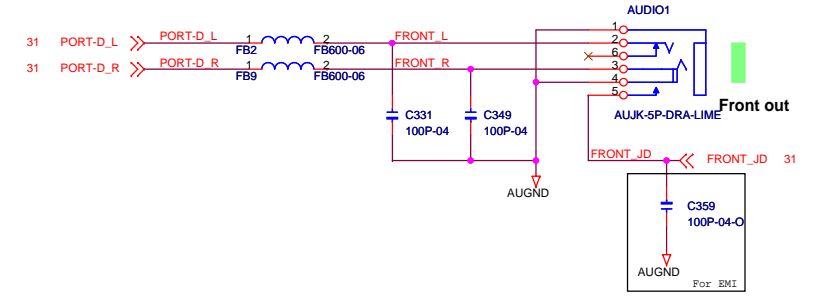 AUDIO1
31 PORT-D_L PORT-D_L 1 2 FRONT_L 1
FB2 FB600-06 2
6
31 PORT-D_R PORT-D_R 1 2 FRONT_R 3
FB9 FB600-06 4
5
Front out
C331 C349 AUJK-5P-DRA-LIME
100P-04 100P-04
FRONT_JD FRONT_JD 31
AUGND
C359
100P-04-O
AUGND
For EMI